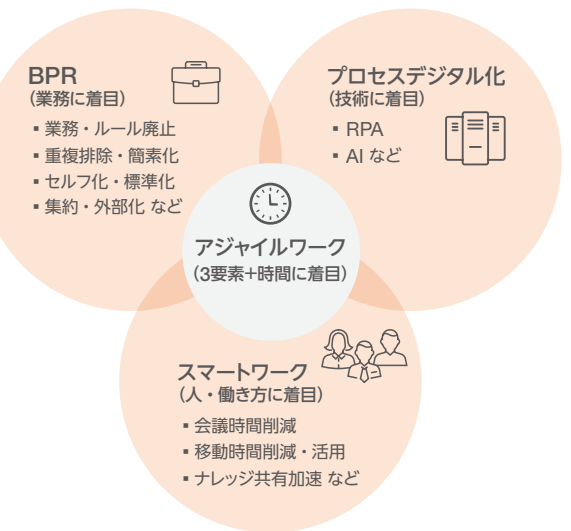 BPR
(業務に着目)
▪ 業務・ルール廃止
▪ 重複排除・簡素化
▪ セルフ化・標準化
▪ 集約・外部化 など
プロセスデジタル化
(技術に着目)
▪ RPA
▪ AI など
アジャイルワーク
(3要素+時間に着目)
スマートワーク
(人・働き方に着目)
▪ 会議時間削減
▪ 移動時間削減・活用
▪ ナレッジ共有加速 など